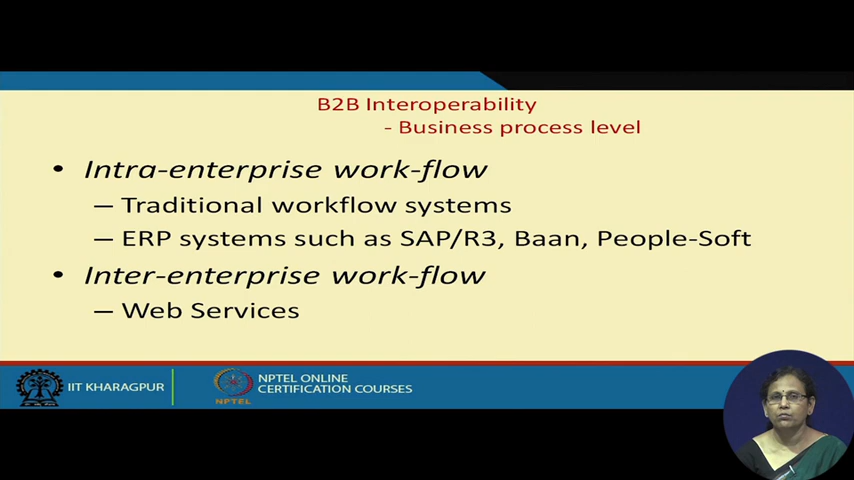 B2B Interoperability
- Business process level
• Intra-enterprise work-flow
– Traditional workflow systems
– ERP systems such as SAP/R3, Baan, People-Soft
• Inter-enterprise work-flow
– Web Services
IIT KHARAGPUR
NPTEL ONLINE
CERTIFICATION COURSES
NPTEL